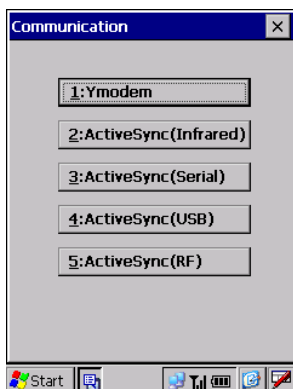 Communication
1:Ymodem
2:ActiveSync(Infrared)
3:ActiveSync(Serial)
4:ActiveSync(USB)
5:ActiveSync(RF)
Start